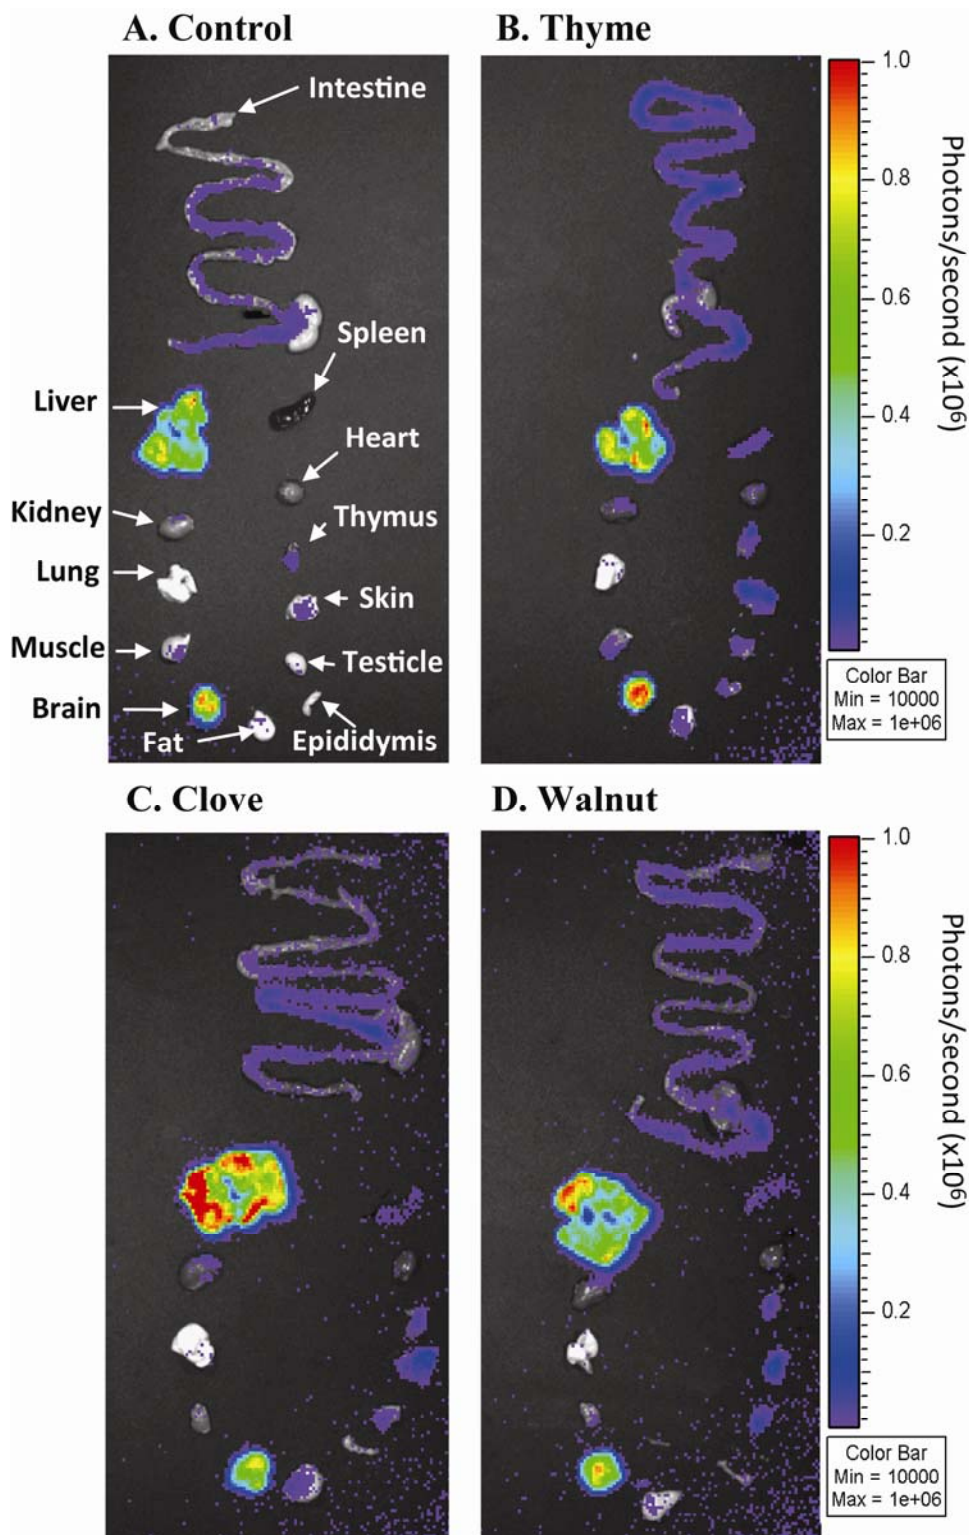 A. Control
B. Thyme
Intestine
Spleen
Liver
Heart
Kidney
Thymus
Lung
Skin
Muscle
Testicle
Brain
Fat
Epididymis
1.0
0.8
0.6
0.4
0.2
Photons/second (x10⁶)
Color Bar
Min = 10000
Max = 1e+06
C. Clove
D. Walnut
1.0
0.8
0.6
0.4
0.2
Photons/second (x10⁶)
Color Bar
Min = 10000
Max = 1e+06